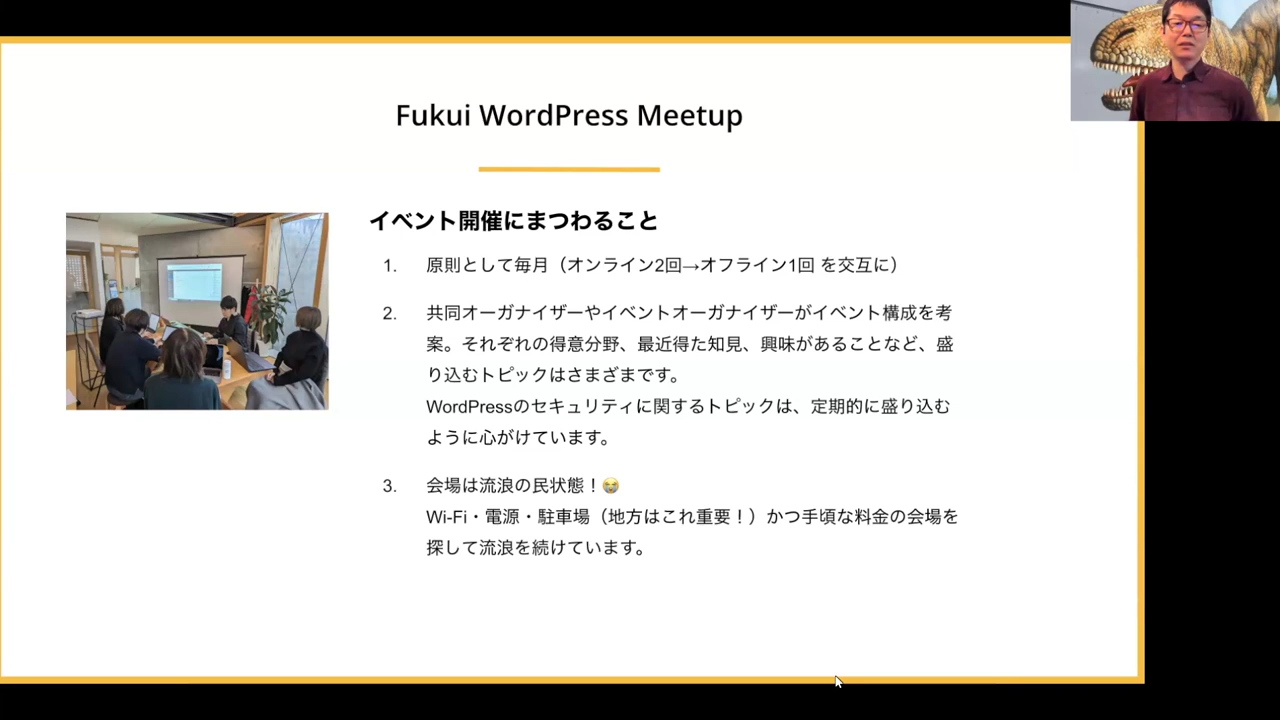 Fukui WordPress Meetup
イベント開催にまつわること
1. 原則として毎月（オンライン2回→オフライン1回 を交互に）
2. 共同オーガナイザーやイベントオーガナイザーがイベント構成を考
案。それぞれの得意分野、最近得た知見、興味があることなど、盛
り込むトピックはさまざまです。
WordPressのセキュリティに関するトピックは、定期的に盛り込む
ように心がけています。
3. 会場は流浪の民状態！😭
Wi-Fi・電源・駐車場（地方はこれ重要！）かつ手頃な料金の会場を
探して流浪を続けています。